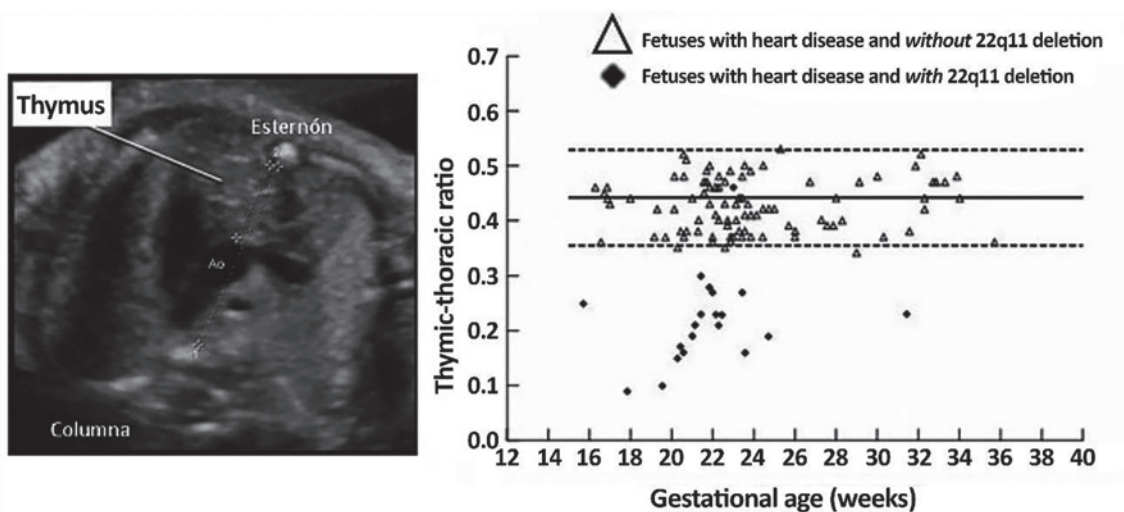 Thymus
Esternón
Ao
Columna
Fetuses with heart disease and without 22q11 deletion
Fetuses with heart disease and with 22q11 deletion
Thymic-thoracic ratio
0.7
0.6
0.5
0.4
0.3
0.2
0.1
0.0
12 14 16 18 20 22 24 26 28 30 32 34 36 38 40
Gestational age (weeks)